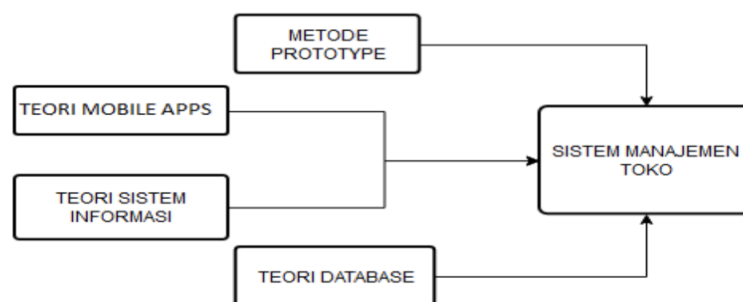 METODE
PROTOTYPE
TEORI MOBILE APPS
SISTEM MANAJEMEN
TOKO
TEORI SISTEM
INFORMASI
TEORI DATABASE